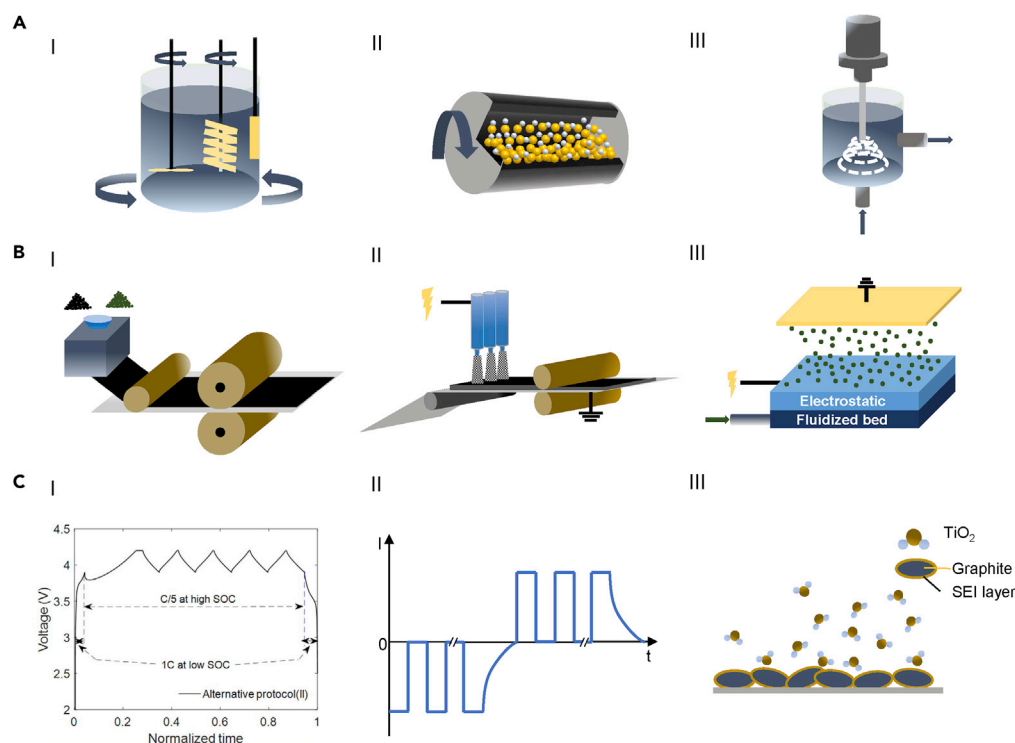 A
I
II
III
B
I
II
III
Electrostatic
Fluidized bed
C
I
4.5
4
3.5
3
2.5
2
Voltage (V)
C/5 at high SOC
1C at low SOC
Alternative protocol(II)
0
0.2
0.4
0.6
0.8
1
Normalized time
II
I
0
t
III
TiO₂
Graphite
SEI layer